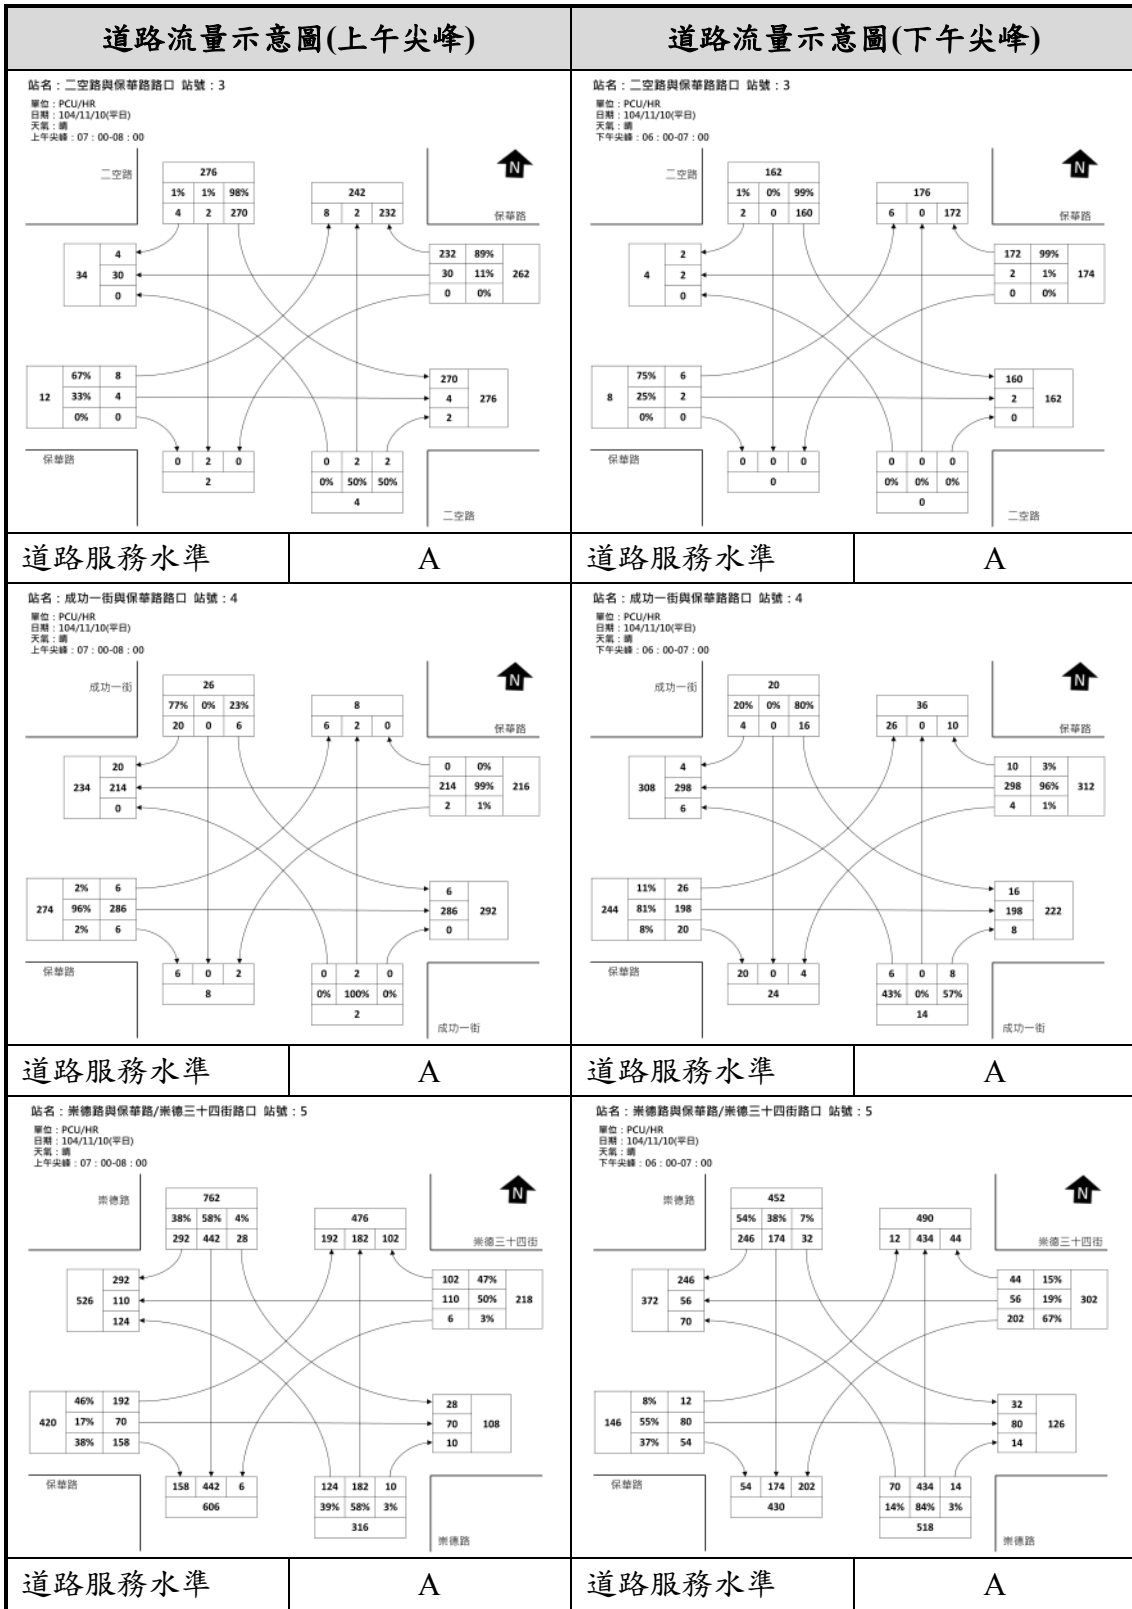 道路流量示意圖(上午尖峰)
道路流量示意圖(下午尖峰)
站名：二空路與保華路路口 站號：3
單位：PCU/HR
日期：104/11/10(平日)
天氣：晴
上午尖峰：07：00-08：00
二空路
276
1% 1% 98%
4 2 270
242
8 2 232
N
保華路
34
4
30
0
232 89%
30 11%
0 0%
262
12
67% 8
33% 4
0% 0
270
4
2
276
保華路
0 2 0
2
0 2 2
0% 50% 50%
4
二空路
站名：二空路與保華路路口 站號：3
單位：PCU/HR
日期：104/11/10(平日)
天氣：晴
下午尖峰：06：00-07：00
二空路
162
1% 0% 99%
2 0 160
176
6 0 172
N
保華路
4
2
2
0
172 99%
2 1%
0 0%
174
8
75% 6
25% 2
0% 0
160
2
0
162
保華路
0 0 0
0
0 0 0
0% 0% 0%
0
二空路
道路服務水準 A
道路服務水準 A
站名：成功一街與保華路路口 站號：4
單位：PCU/HR
日期：104/11/10(平日)
天氣：晴
上午尖峰：07：00-08：00
成功一街
26
77% 0% 23%
20 0 6
8
6 2 0
N
保華路
234
20
214
0
0 0%
214 99%
2 1%
216
274
2% 6
96% 286
2% 6
6
286
0
292
保華路
6 0 2
8
0 2 0
0% 100% 0%
2
成功一街
站名：成功一街與保華路路口 站號：4
單位：PCU/HR
日期：104/11/10(平日)
天氣：晴
下午尖峰：06：00-07：00
成功一街
20
20% 0% 80%
4 0 16
36
26 0 10
N
保華路
308
4
298
6
10 3%
298 96%
4 1%
312
244
11% 26
81% 198
8% 20
16
198
8
222
保華路
20 0 4
24
6 0 8
43% 0% 57%
14
成功一街
道路服務水準 A
道路服務水準 A
站名：崇德路與保華路/崇德三十四街路口 站號：5
單位：PCU/HR
日期：104/11/10(平日)
天氣：晴
上午尖峰：07：00-08：00
崇德路
762
38% 58% 4%
292 442 28
476
192 182 102
N
崇德三十四街
526
292
110
124
102 47%
110 50%
6 3%
218
420
46% 192
17% 70
38% 158
28
70
10
108
保華路
158 442 6
606
124 182 10
39% 58% 3%
316
崇德路
站名：崇德路與保華路/崇德三十四街路口 站號：5
單位：PCU/HR
日期：104/11/10(平日)
天氣：晴
下午尖峰：06：00-07：00
崇德路
452
54% 38% 7%
246 174 32
490
12 434 44
N
崇德三十四街
372
246
56
70
44 15%
56 19%
202 67%
302
146
8% 12
55% 80
37% 54
32
80
14
126
保華路
54 174 202
430
70 434 14
14% 84% 3%
518
崇德路
道路服務水準 A
道路服務水準 A